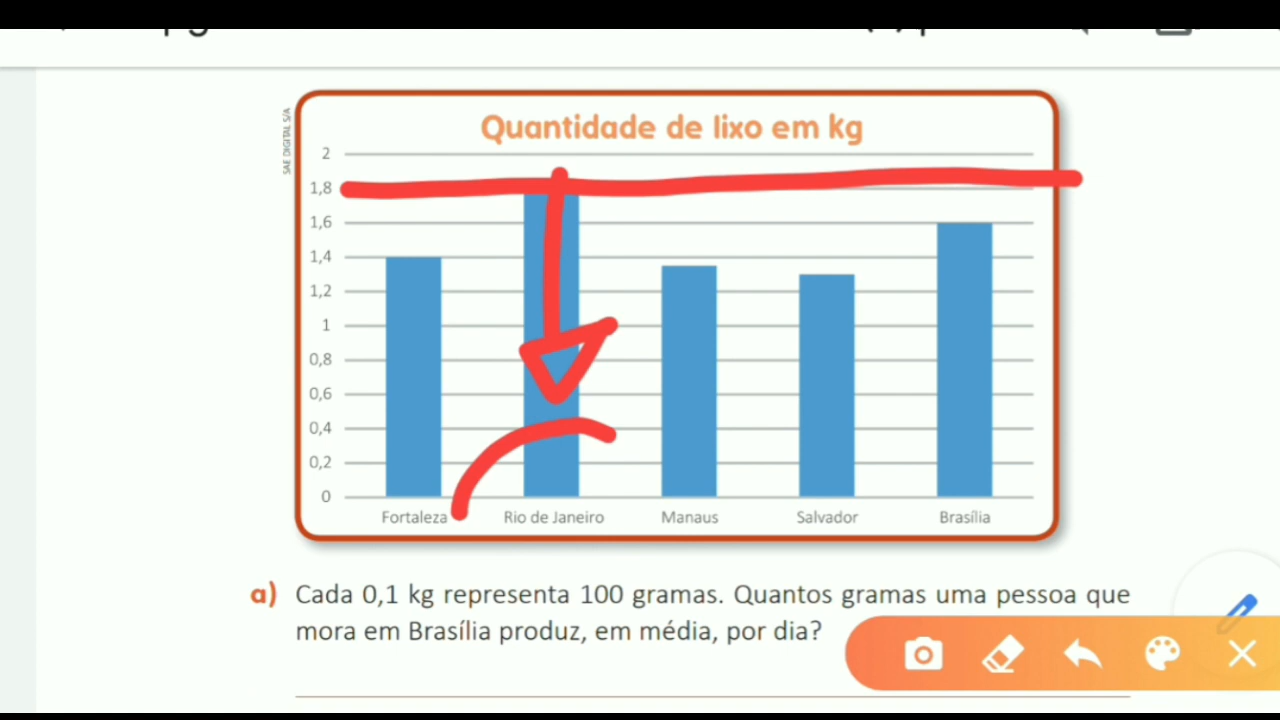 SAE DIGITAL S/A
Quantidade de lixo em kg
2
1,8
1,6
1,4
1,2
1
0,8
0,6
0,4
0,2
0
Fortaleza Rio de Janeiro Manaus Salvador Brasília
a) Cada 0,1 kg representa 100 gramas. Quantos gramas uma pessoa que
mora em Brasília produz, em média, por dia?